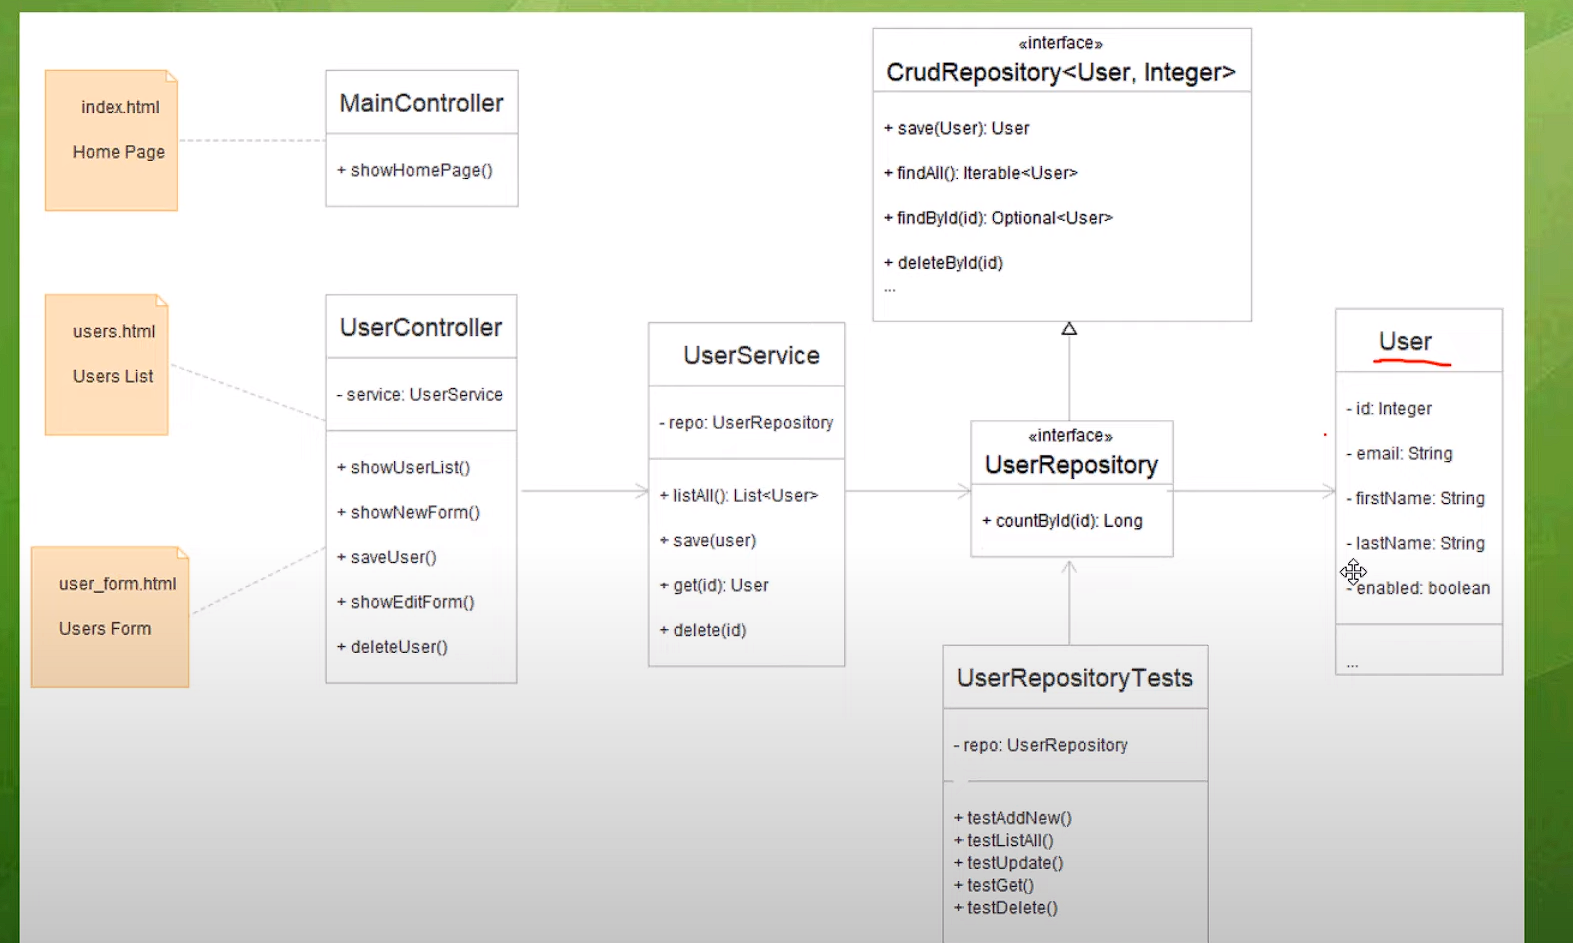 index.html
Home Page
MainController
+ showHomePage()
«interface»
CrudRepository<User, Integer>
+ save(User): User
+ findAll(): Iterable<User>
+ findById(id): Optional<User>
+ deleteById(id)
...
users.html
Users List
UserController
- service: UserService
+ showUserList()
+ showNewForm()
+ saveUser()
+ showEditForm()
+ deleteUser()
user_form.html
Users Form
UserService
- repo: UserRepository
+ listAll(): List<User>
+ save(user)
+ get(id): User
+ delete(id)
«interface»
UserRepository
+ countById(id): Long
User
- id: Integer
- email: String
- firstName: String
- lastName: String
- enabled: boolean
...
UserRepositoryTests
- repo: UserRepository
+ testAddNew()
+ testListAll()
+ testUpdate()
+ testGet()
+ testDelete()